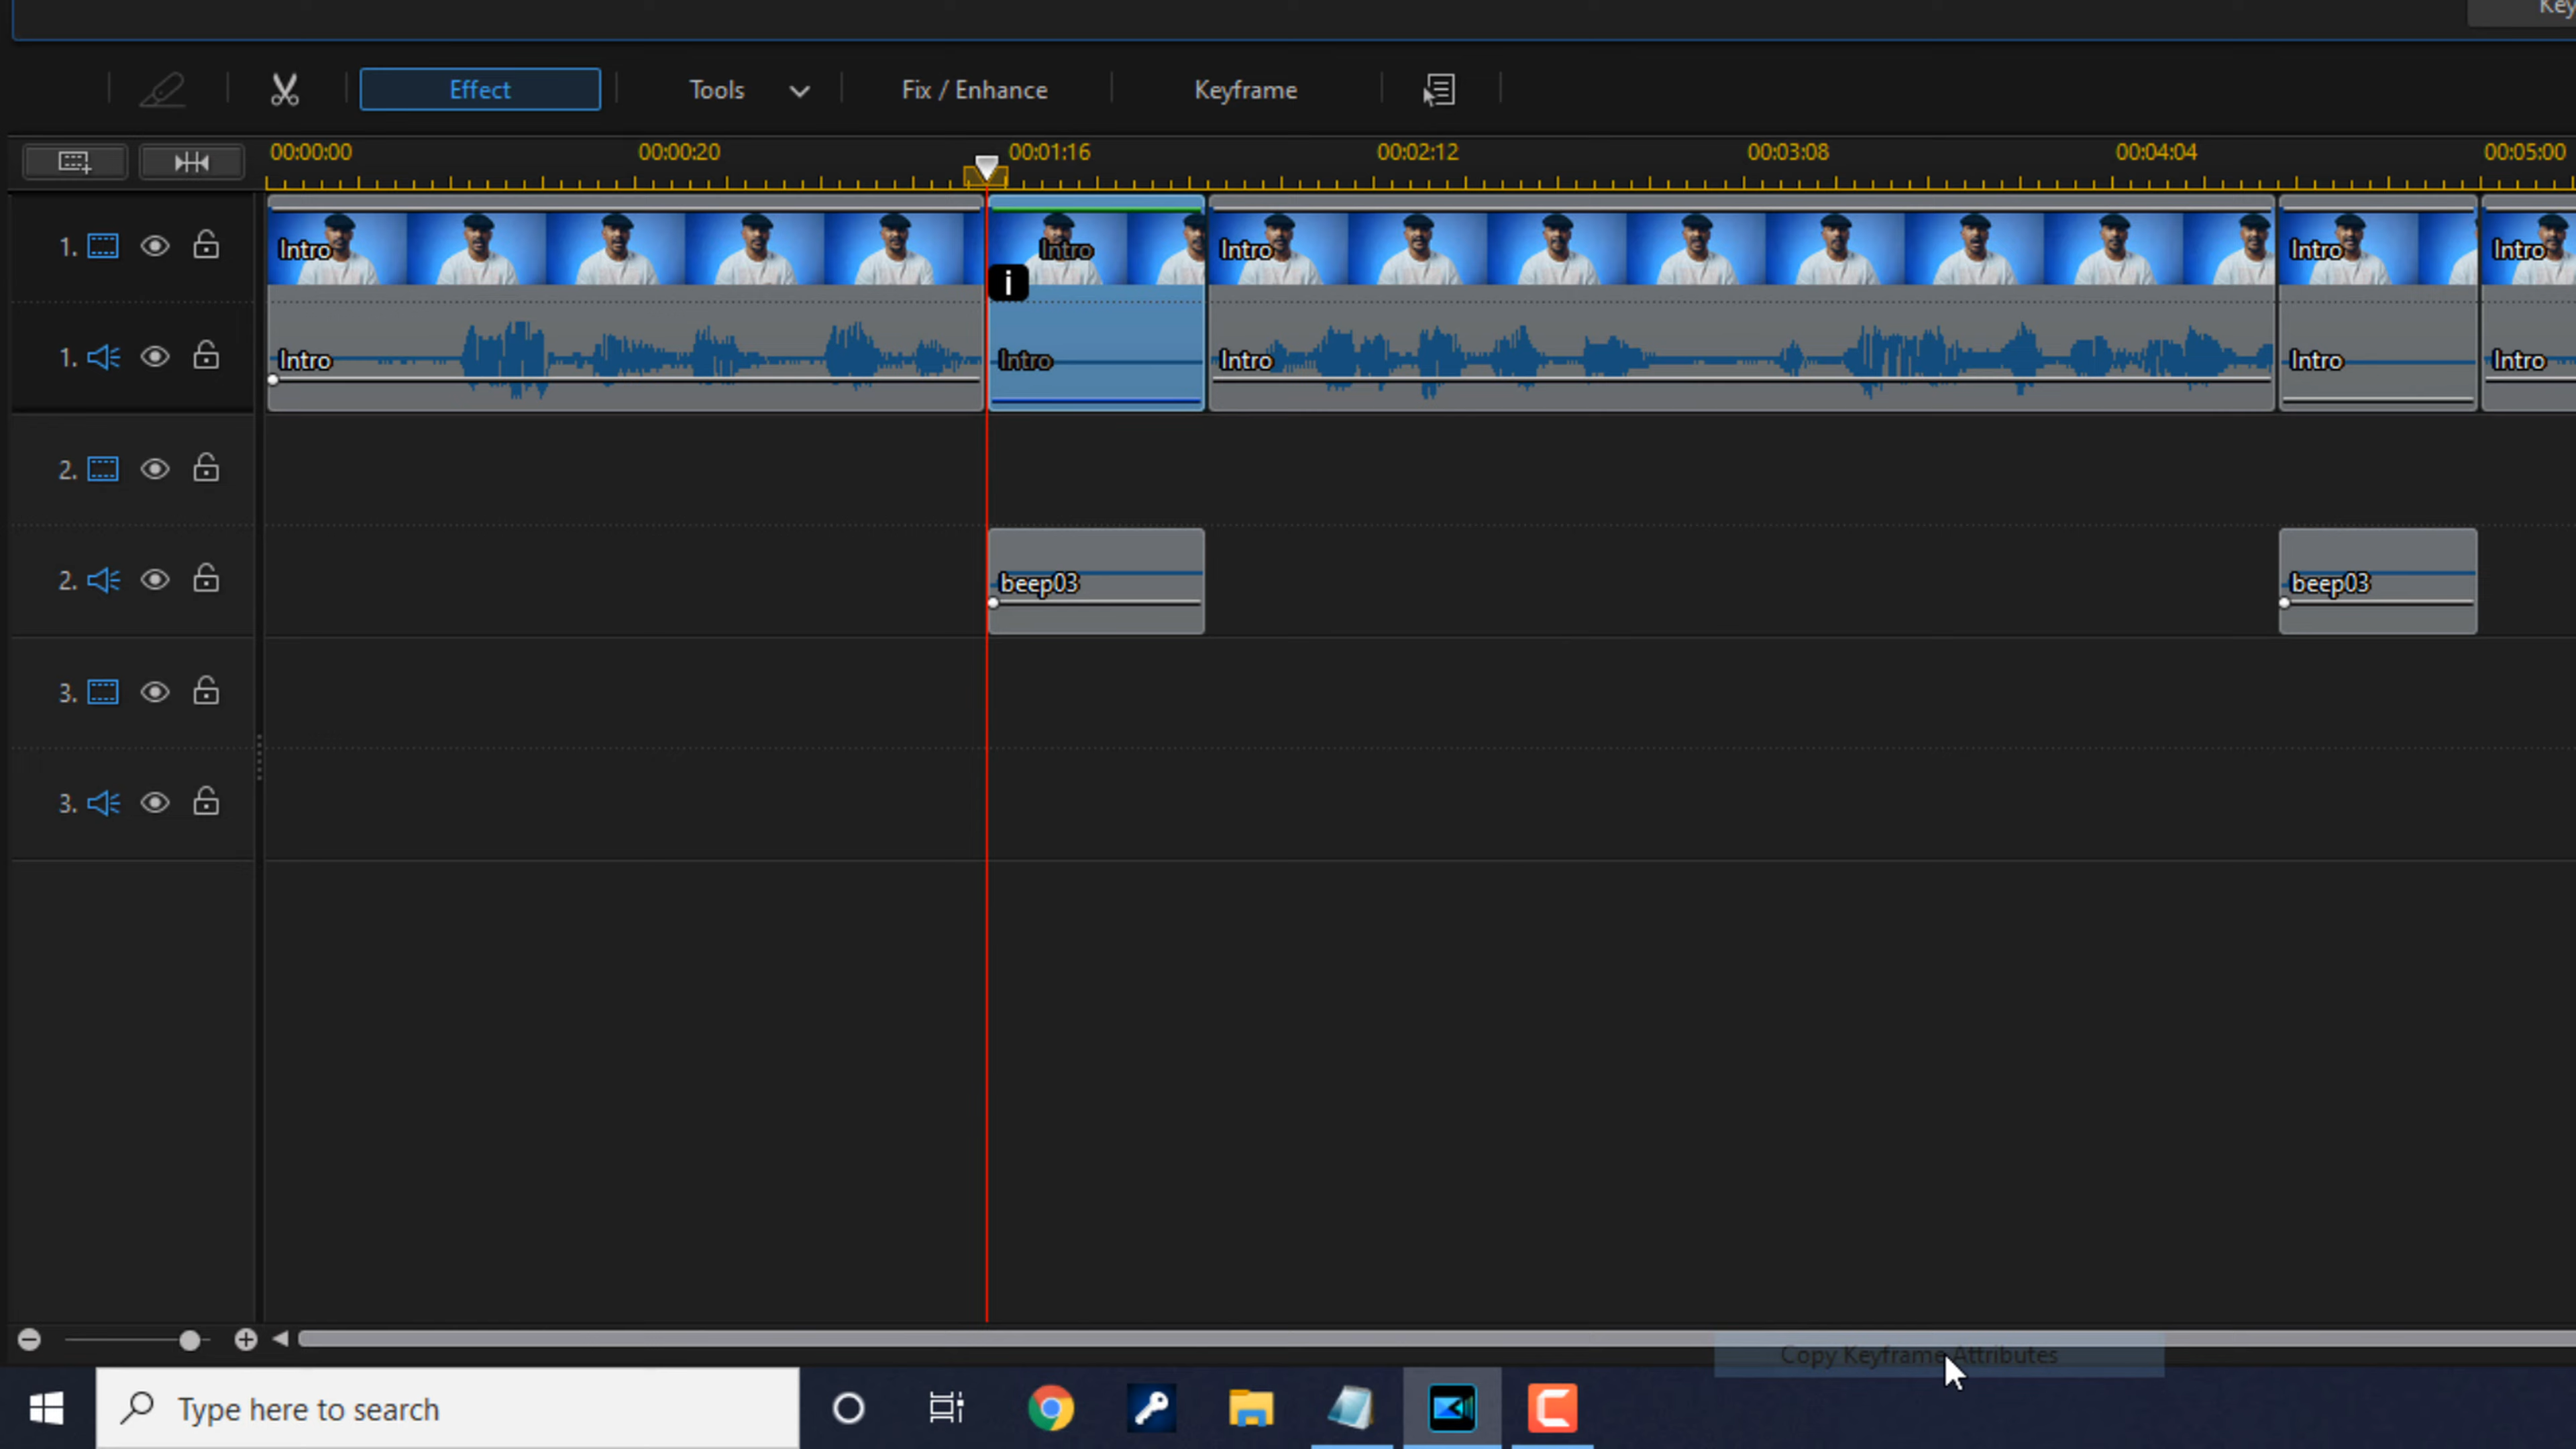 Key
Effect
Tools
Fix / Enhance
Keyframe
00:00:00
00:00:20
00:01:16
00:02:12
00:03:08
00:04:04
00:05:00
1.
Intro
Intro
Intro
Intro
Intro
i
1.
Intro
Intro
Intro
Intro
Intro
2.
2.
beep03
beep03
3.
3.
Copy Keyframe Attributes
Type here to search